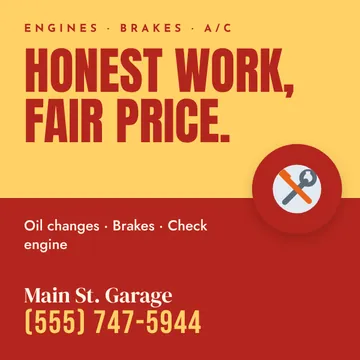 ENGINES · BRAKES · A/C
HONEST WORK,
FAIR PRICE.
Oil changes · Brakes · Check
engine
Main St. Garage
(555) 747-5944